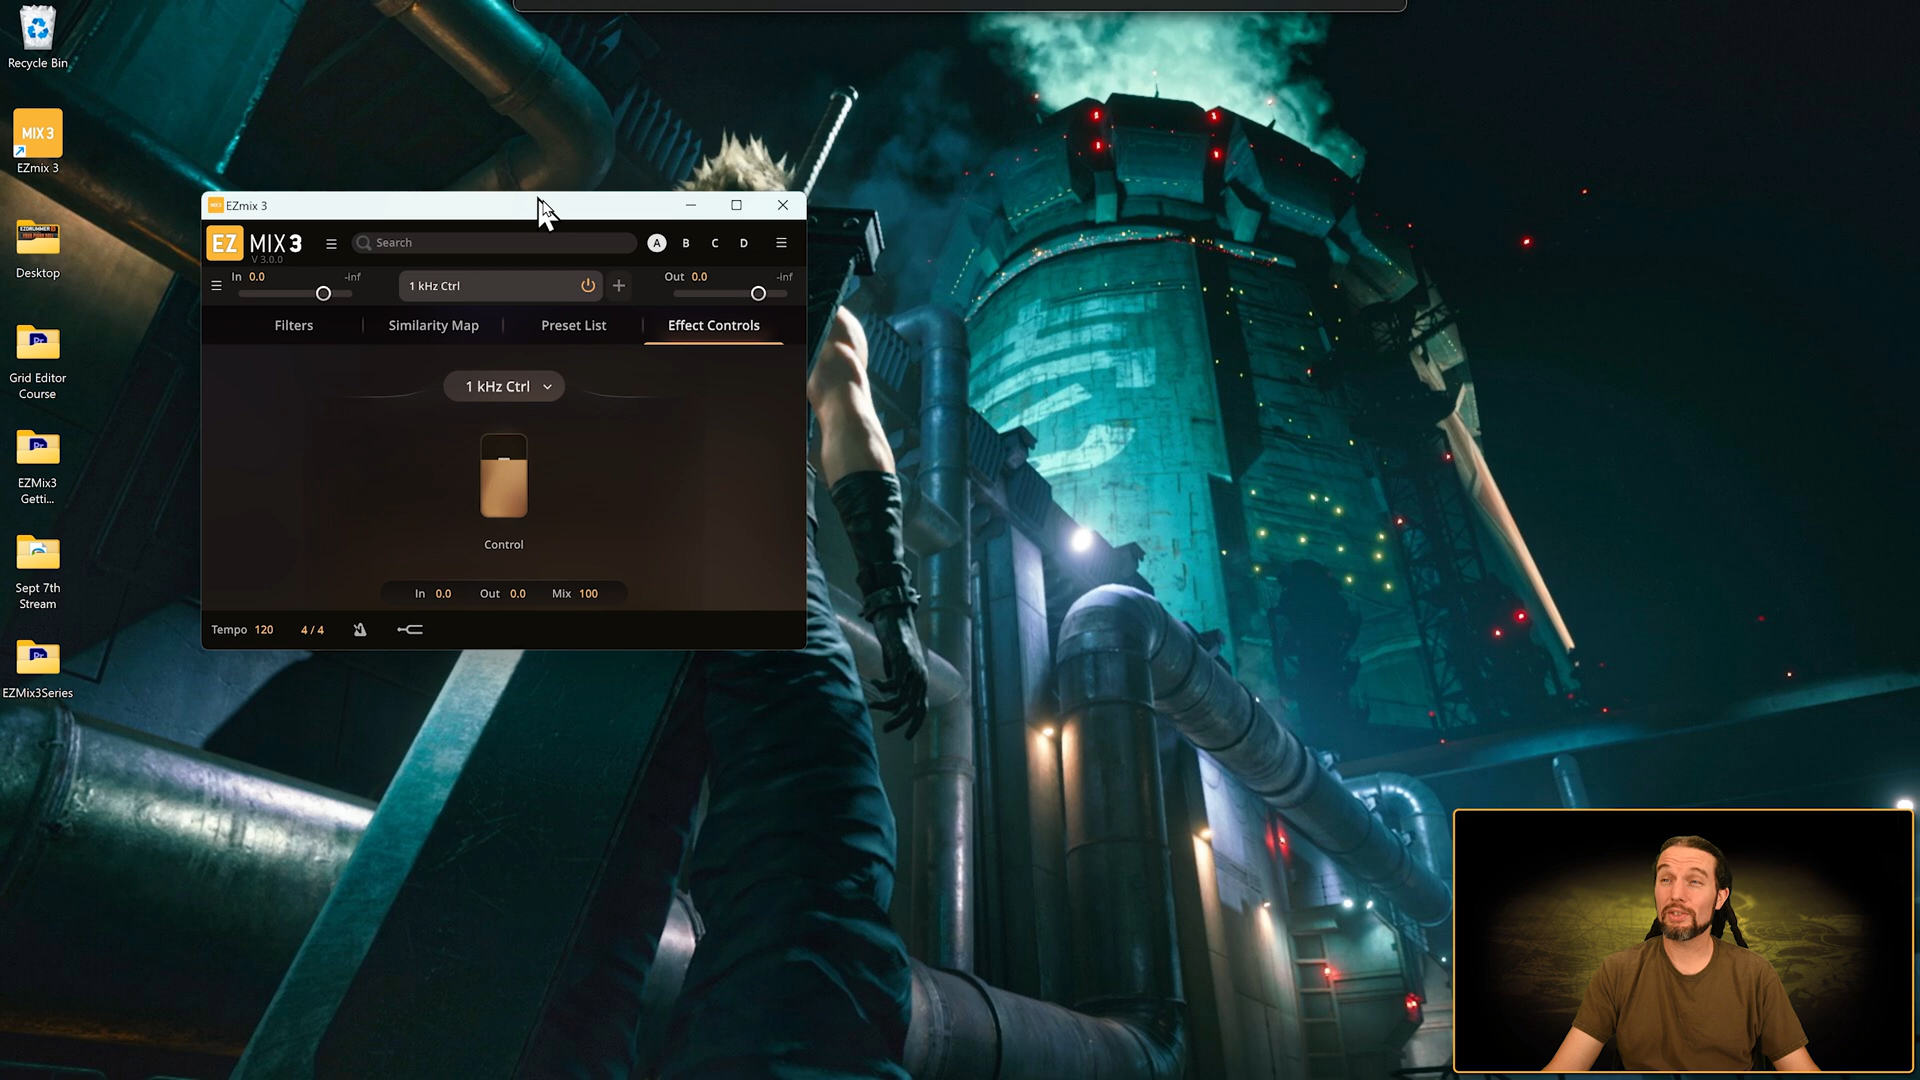 Recycle Bin
MIX 3
EZmix 3
Desktop
Grid Editor
Course
EZMix3
Getti...
Sept 7th
Stream
EZMix3Series
EZmix 3
EZ MIX 3
V 3.0.0
Search
A B C D
In 0.0 -Inf
1 kHz Ctrl
Out 0.0 -Inf
Filters
Similarity Map
Preset List
Effect Controls
1 kHz Ctrl
Control
In 0.0 Out 0.0 Mix 100
Tempo 120 4 / 4
Pr
Pr
Pr